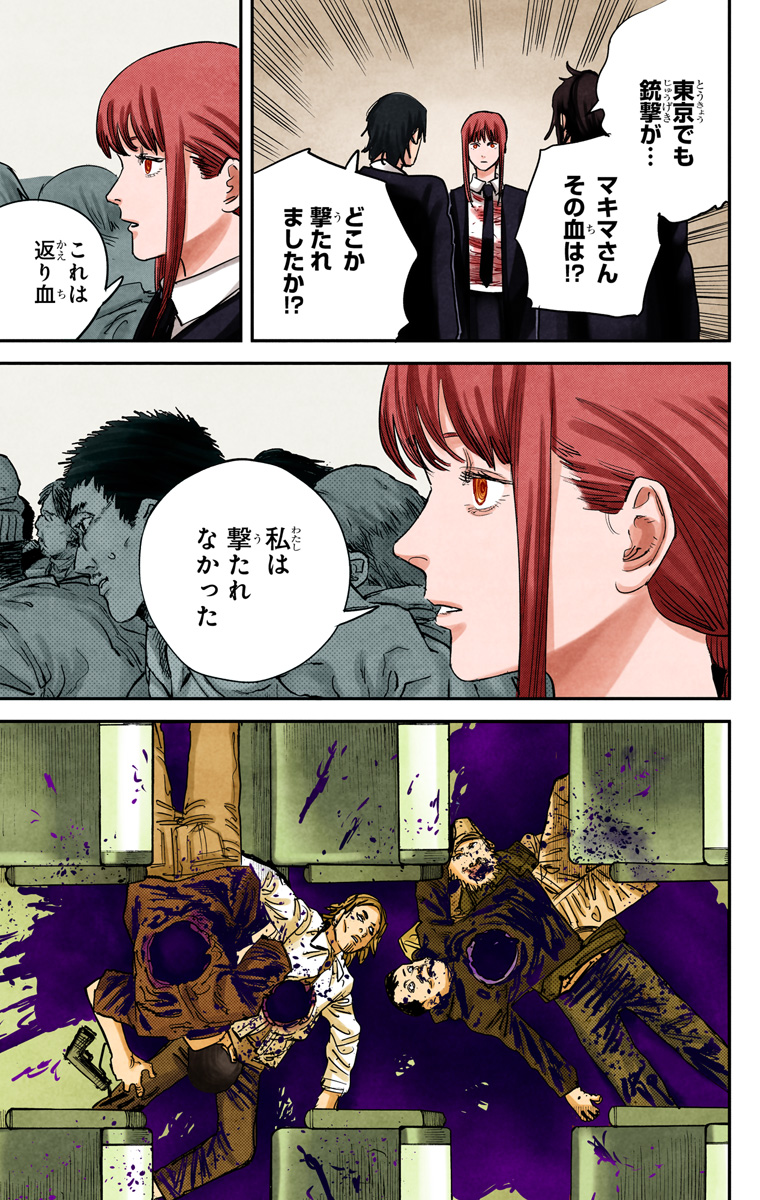 東京でも
銃撃が…
マキマさん
その血は!?
どこか
撃たれ
ましたか!?
これは
返り血
私は
撃たれ
なかった